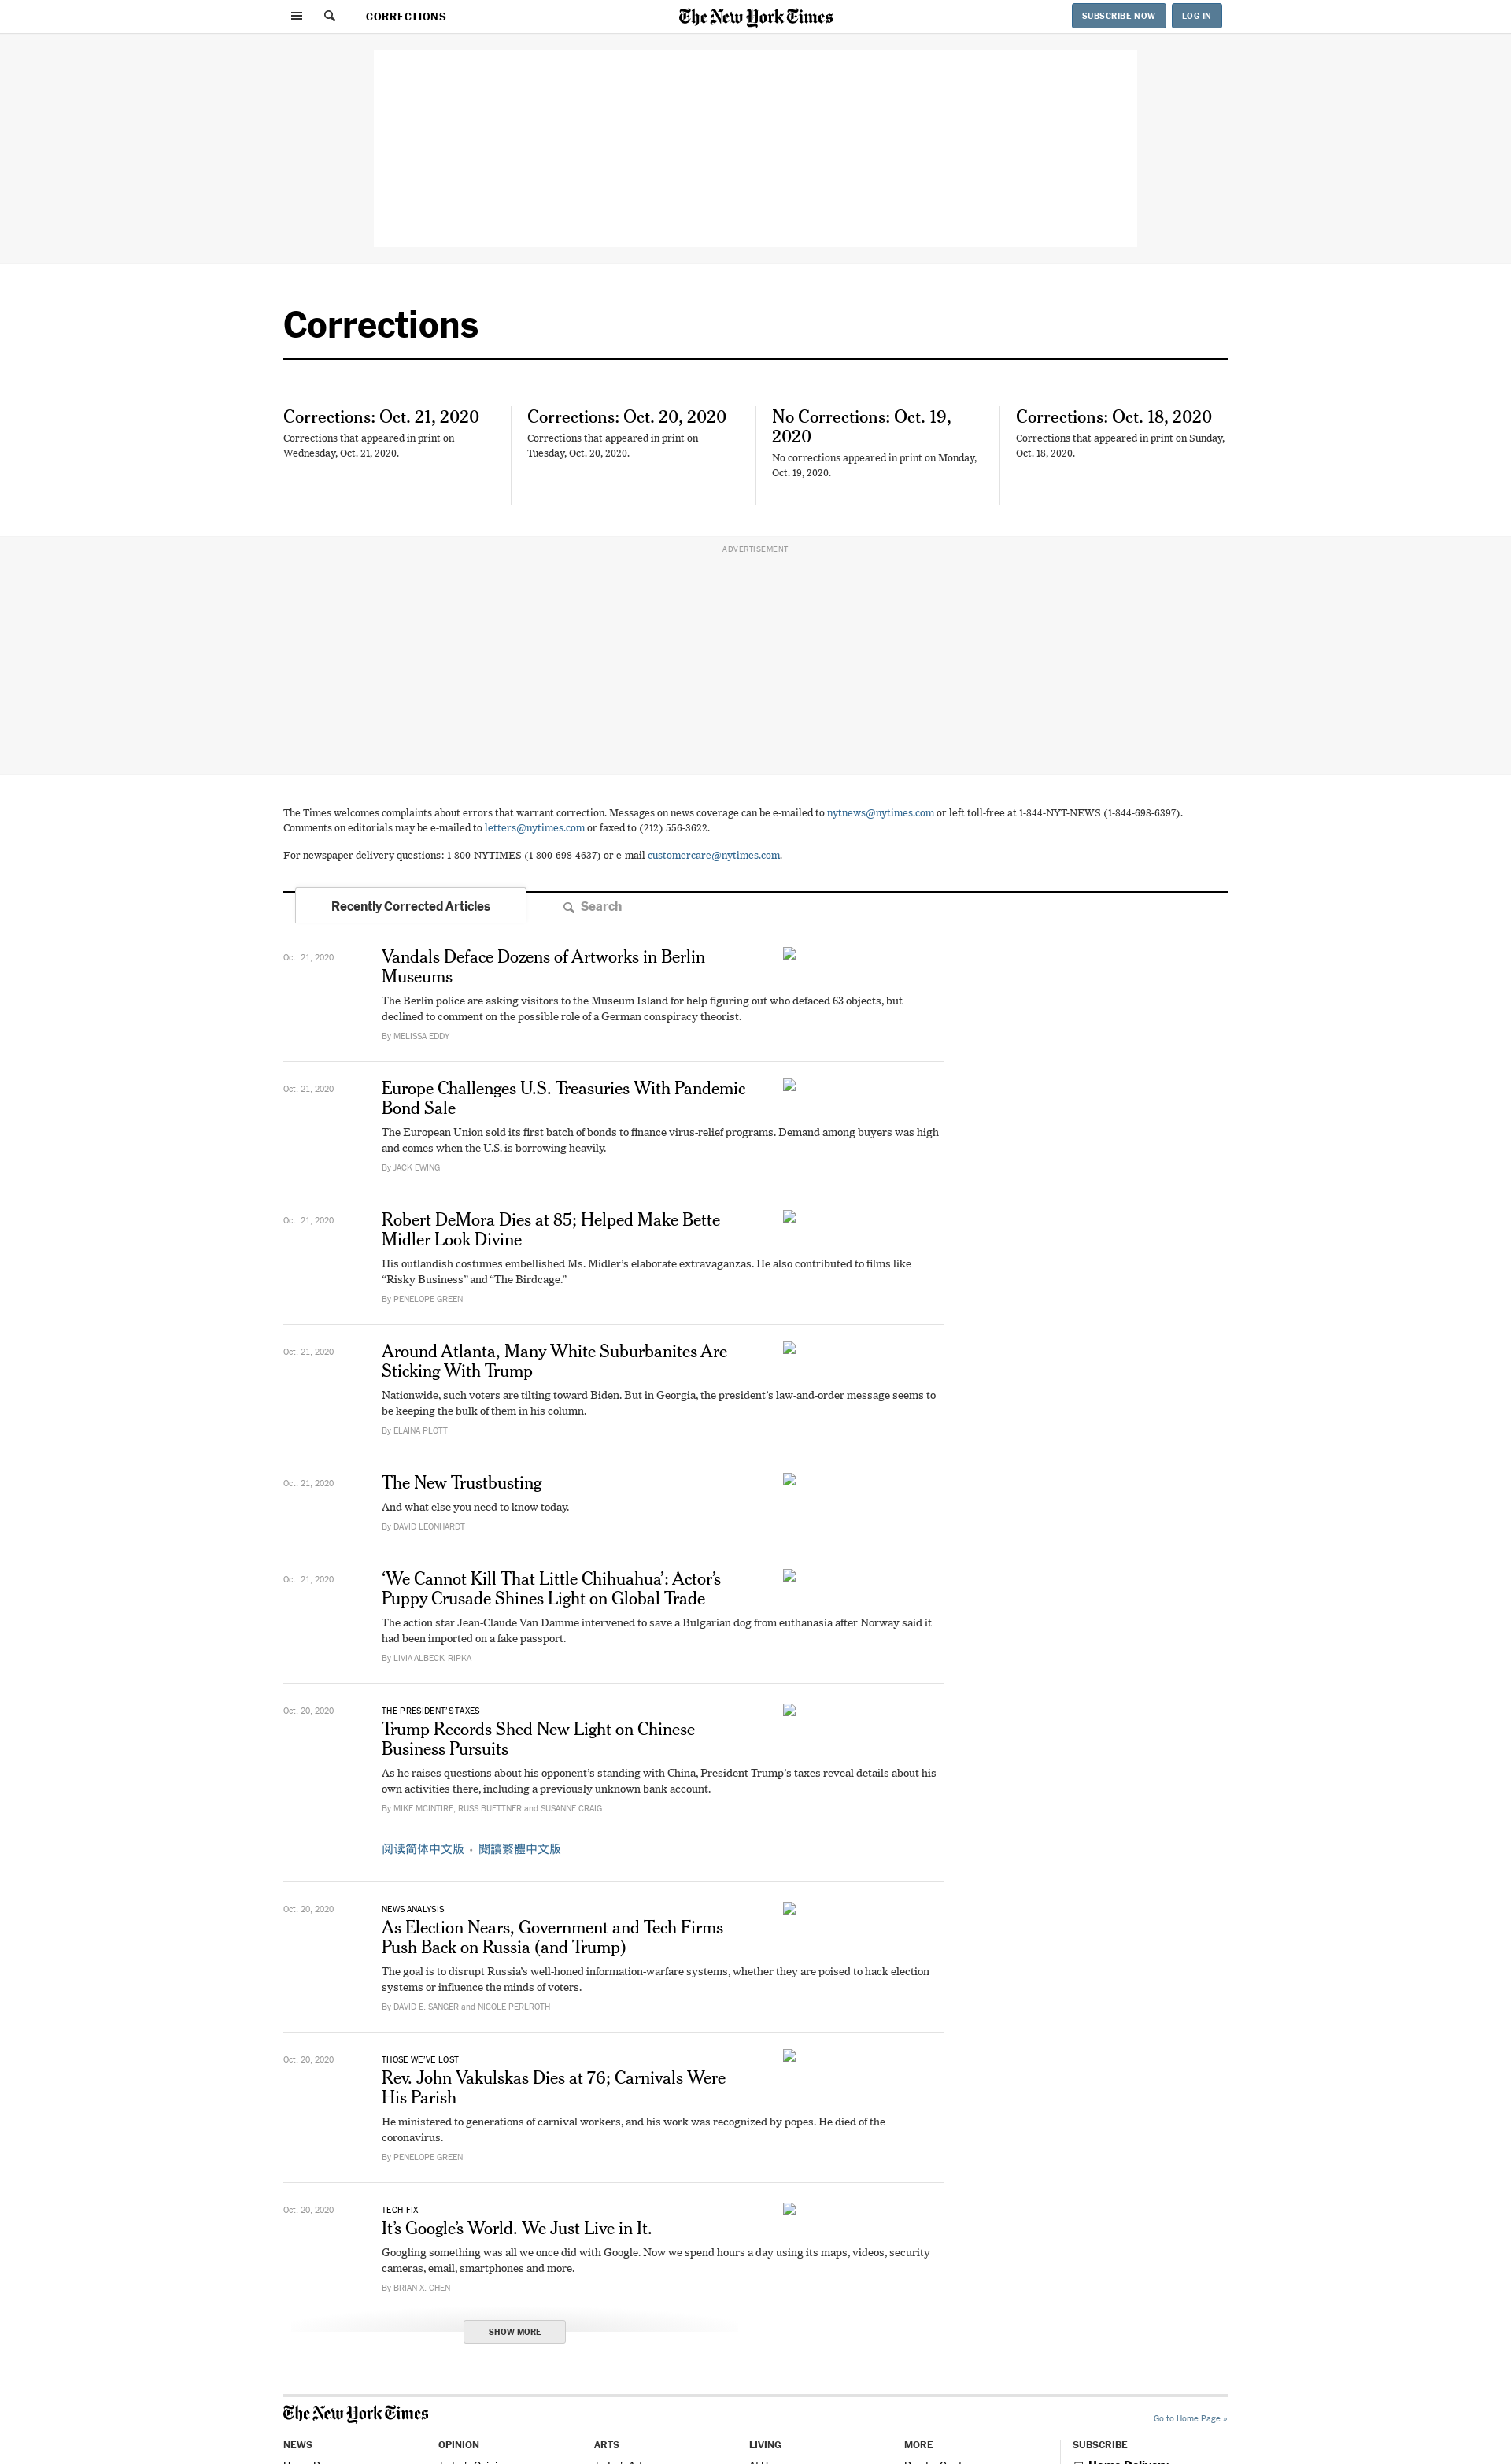 CORRECTIONS
The New York Times
SUBSCRIBE NOW
LOG IN
Corrections
Corrections: Oct. 21, 2020
Corrections that appeared in print on
Wednesday, Oct. 21, 2020.
Corrections: Oct. 20, 2020
Corrections that appeared in print on
Tuesday, Oct. 20, 2020.
No Corrections: Oct. 19,
2020
No corrections appeared in print on Monday,
Oct. 19, 2020.
Corrections: Oct. 18, 2020
Corrections that appeared in print on Sunday,
Oct. 18, 2020.
ADVERTISEMENT
The Times welcomes complaints about errors that warrant correction. Messages on news coverage can be e-mailed to nytnews@nytimes.com or left toll-free at 1-844-NYT-NEWS (1-844-698-6397).
Comments on editorials may be e-mailed to letters@nytimes.com or faxed to (212) 556-3622.
For newspaper delivery questions: 1-800-NYTIMES (1-800-698-4637) or e-mail customercare@nytimes.com.
Recently Corrected Articles
Search
Oct. 21, 2020
Vandals Deface Dozens of Artworks in Berlin
Museums
The Berlin police are asking visitors to the Museum Island for help figuring out who defaced 63 objects, but
declined to comment on the possible role of a German conspiracy theorist.
By MELISSA EDDY
Oct. 21, 2020
Europe Challenges U.S. Treasuries With Pandemic
Bond Sale
The European Union sold its first batch of bonds to finance virus-relief programs. Demand among buyers was high
and comes when the U.S. is borrowing heavily.
By JACK EWING
Oct. 21, 2020
Robert DeMora Dies at 85; Helped Make Bette
Midler Look Divine
His outlandish costumes embellished Ms. Midler’s elaborate extravaganzas. He also contributed to films like
“Risky Business” and “The Birdcage.”
By PENELOPE GREEN
Oct. 21, 2020
Around Atlanta, Many White Suburbanites Are
Sticking With Trump
Nationwide, such voters are tilting toward Biden. But in Georgia, the president’s law-and-order message seems to
be keeping the bulk of them in his column.
By ELAINA PLOTT
Oct. 21, 2020
The New Trustbusting
And what else you need to know today.
By DAVID LEONHARDT
Oct. 21, 2020
‘We Cannot Kill That Little Chihuahua’: Actor’s
Puppy Crusade Shines Light on Global Trade
The action star Jean-Claude Van Damme intervened to save a Bulgarian dog from euthanasia after Norway said it
had been imported on a fake passport.
By LIVIA ALBECK-RIPKA
Oct. 20, 2020
THE PRESIDENT’S TAXES
Trump Records Shed New Light on Chinese
Business Pursuits
As he raises questions about his opponent’s standing with China, President Trump’s taxes reveal details about his
own activities there, including a previously unknown bank account.
By MIKE MCINTIRE, RUSS BUETTNER and SUSANNE CRAIG
阅读简体中文版 • 閱讀繁體中文版
Oct. 20, 2020
NEWS ANALYSIS
As Election Nears, Government and Tech Firms
Push Back on Russia (and Trump)
The goal is to disrupt Russia’s well-honed information-warfare systems, whether they are poised to hack election
systems or influence the minds of voters.
By DAVID E. SANGER and NICOLE PERLROTH
Oct. 20, 2020
THOSE WE’VE LOST
Rev. John Vakulskas Dies at 76; Carnivals Were
His Parish
He ministered to generations of carnival workers, and his work was recognized by popes. He died of the
coronavirus.
By PENELOPE GREEN
Oct. 20, 2020
TECH FIX
It’s Google’s World. We Just Live in It.
Googling something was all we once did with Google. Now we spend hours a day using its maps, videos, security
cameras, email, smartphones and more.
By BRIAN X. CHEN
SHOW MORE
The New York Times
Go to Home Page »
NEWS
OPINION
ARTS
LIVING
MORE
SUBSCRIBE